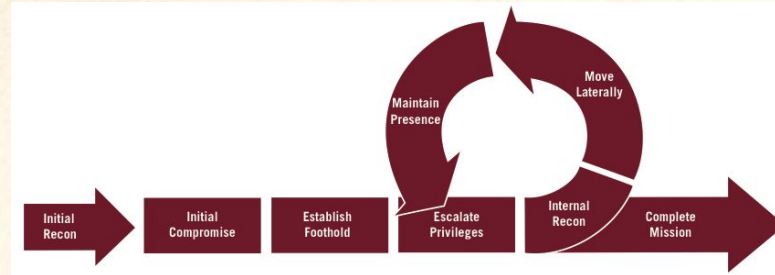 Maintain
Presence
Move
Laterally
Initial
Recon
Initial
Compromise
Establish
Foothold
Escalate
Privileges
Internal
Recon
Complete
Mission